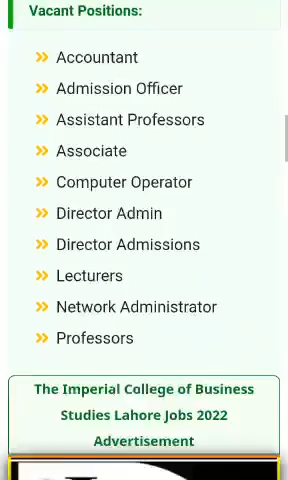 Vacant Positions:
Accountant
Admission Officer
Assistant Professors
Associate
Computer Operator
Director Admin
Director Admissions
Lecturers
Network Administrator
Professors
The Imperial College of Business
Studies Lahore Jobs 2022
Advertisement